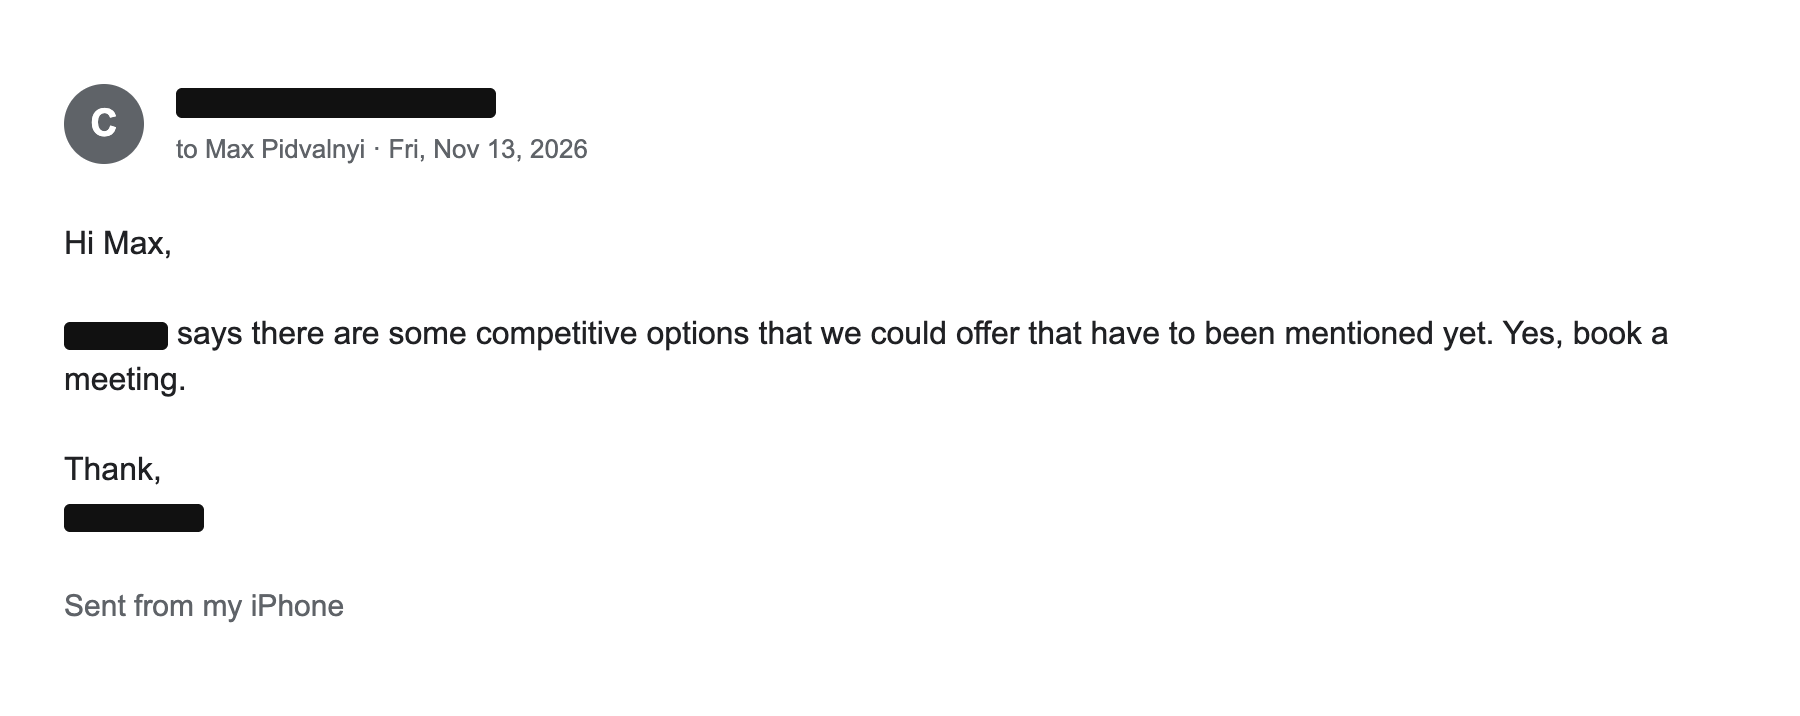 C
to Max Pidvalnyi · Fri, Nov 13, 2026
Hi Max,
says there are some competitive options that we could offer that have to been mentioned yet. Yes, book a
meeting.
Thank,
Sent from my iPhone